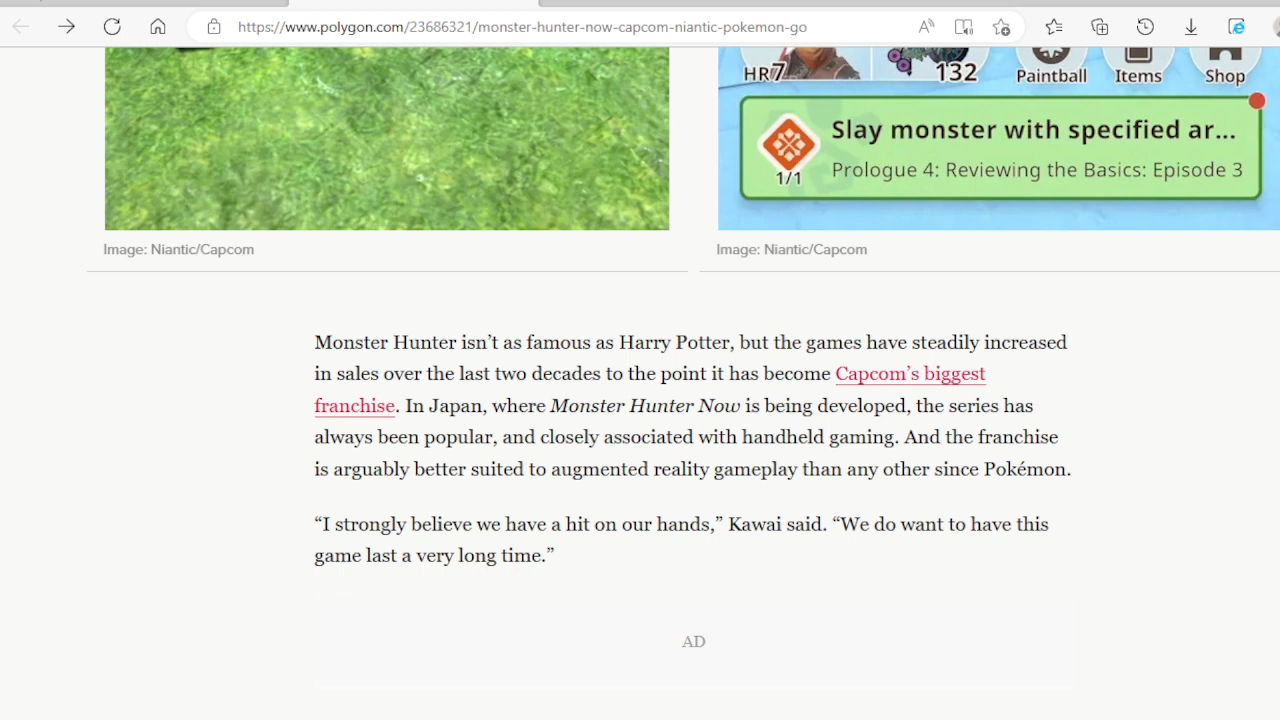 https://www.polygon.com/23686321/monster-hunter-now-capcom-niantic-pokemon-go
HR7
132
Paintball
Items
Shop
Slay monster with specified ar...
1/1
Prologue 4: Reviewing the Basics: Episode 3
Image: Niantic/Capcom
Image: Niantic/Capcom
Monster Hunter isn’t as famous as Harry Potter, but the games have steadily increased
in sales over the last two decades to the point it has become Capcom’s biggest
franchise. In Japan, where Monster Hunter Now is being developed, the series has
always been popular, and closely associated with handheld gaming. And the franchise
is arguably better suited to augmented reality gameplay than any other since Pokémon.
“I strongly believe we have a hit on our hands,” Kawai said. “We do want to have this
game last a very long time.”
AD